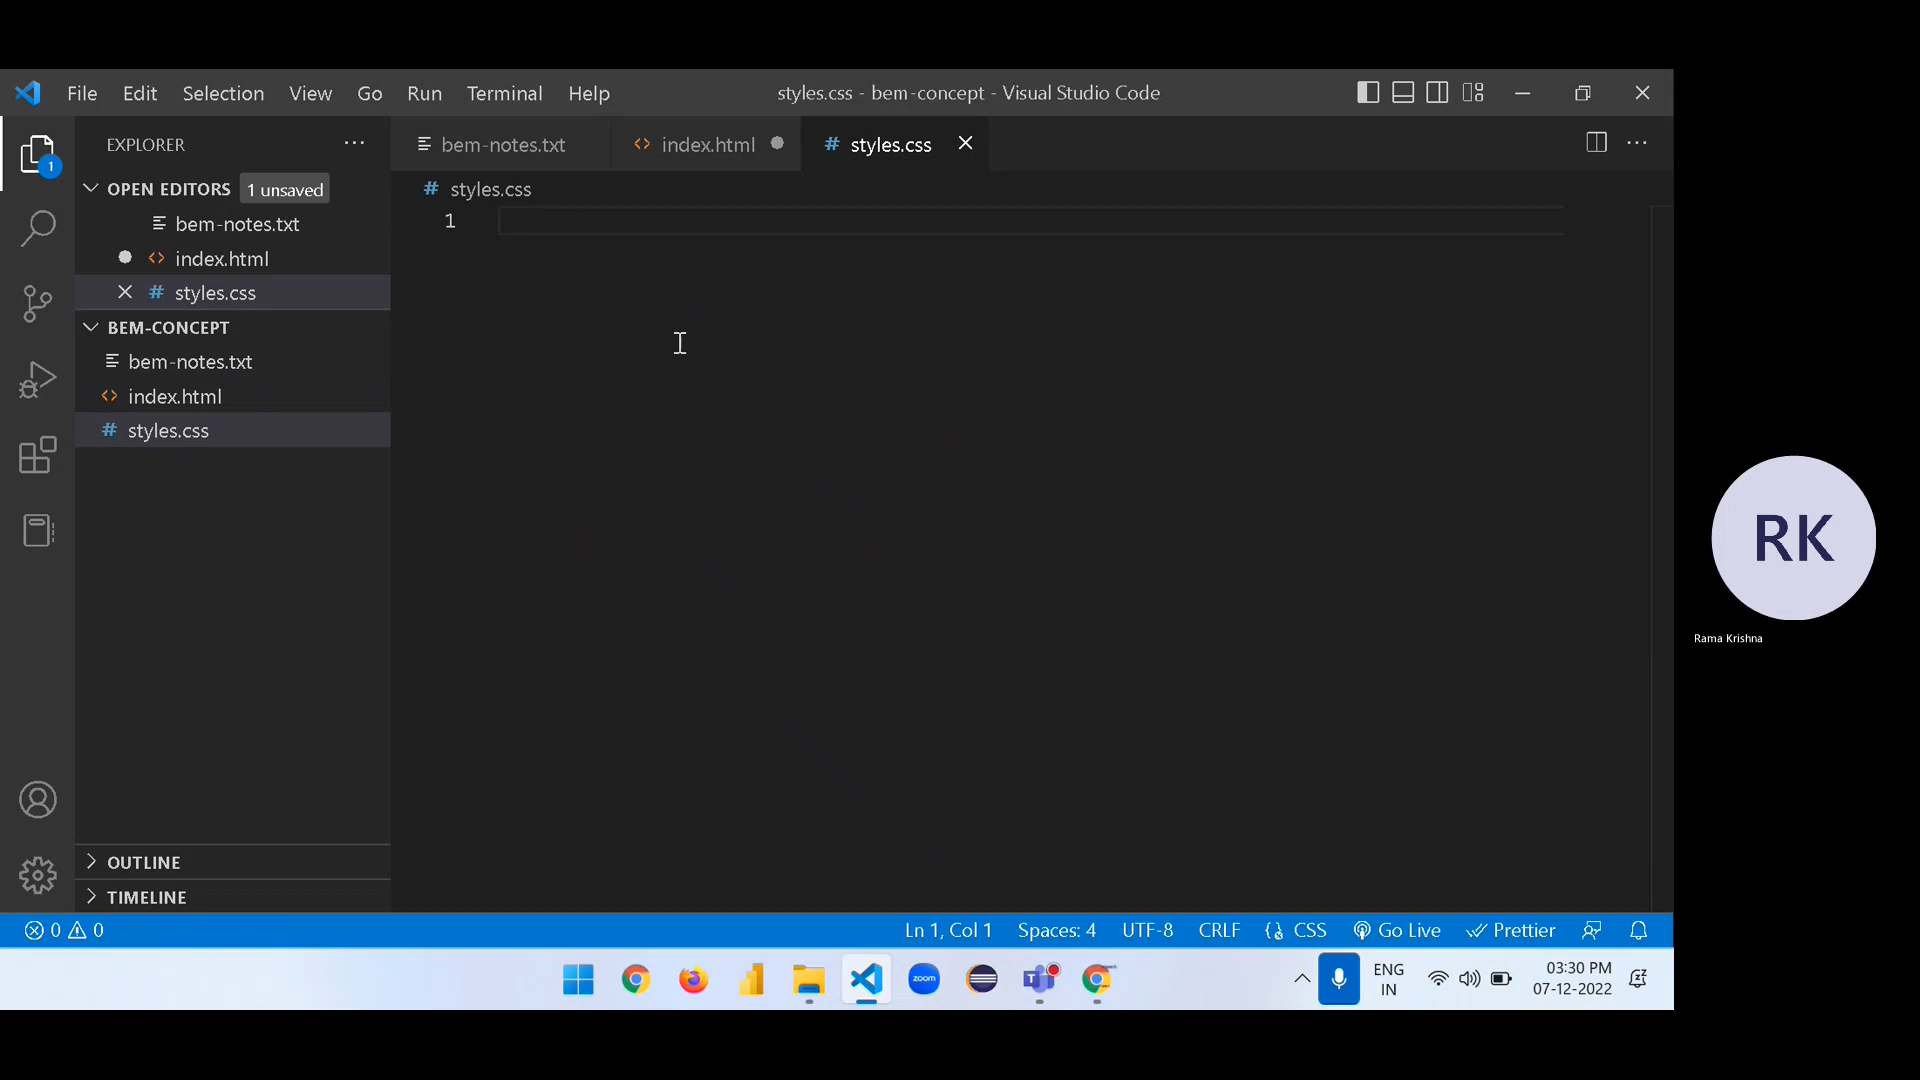 File Edit Selection View Go Run Terminal Help styles.css - bem-concept - Visual Studio Code
EXPLORER
bem-notes.txt index.html styles.css
OPEN EDITORS 1 unsaved
styles.css
bem-notes.txt
1
index.html
styles.css
BEM-CONCEPT
bem-notes.txt
index.html
styles.css
1
RK
Rama Krishna
OUTLINE
TIMELINE
0 0 Ln 1, Col 1 Spaces: 4 UTF-8 CRLF CSS Go Live Prettier
zoom
ENG
IN
03:30 PM
07-12-2022